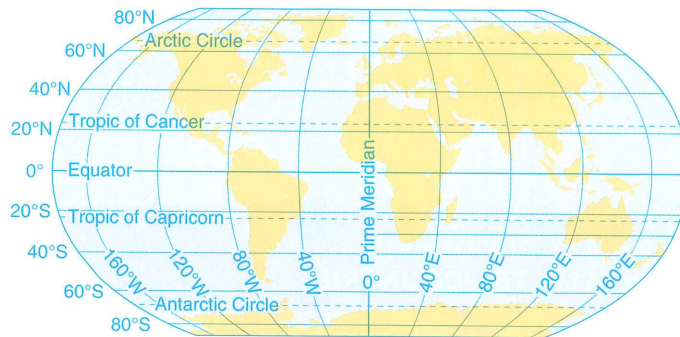 80°N
Arctic Circle
60°N
40°N
Tropic of Cancer
20°N
0° Equator
Prime Meridian
20°S
Tropic of Capricorn
40°S
160°W 120°W 80°W 40°W 0° 40°E 80°E 120°E 160°E
60°S
Antarctic Circle
80°S